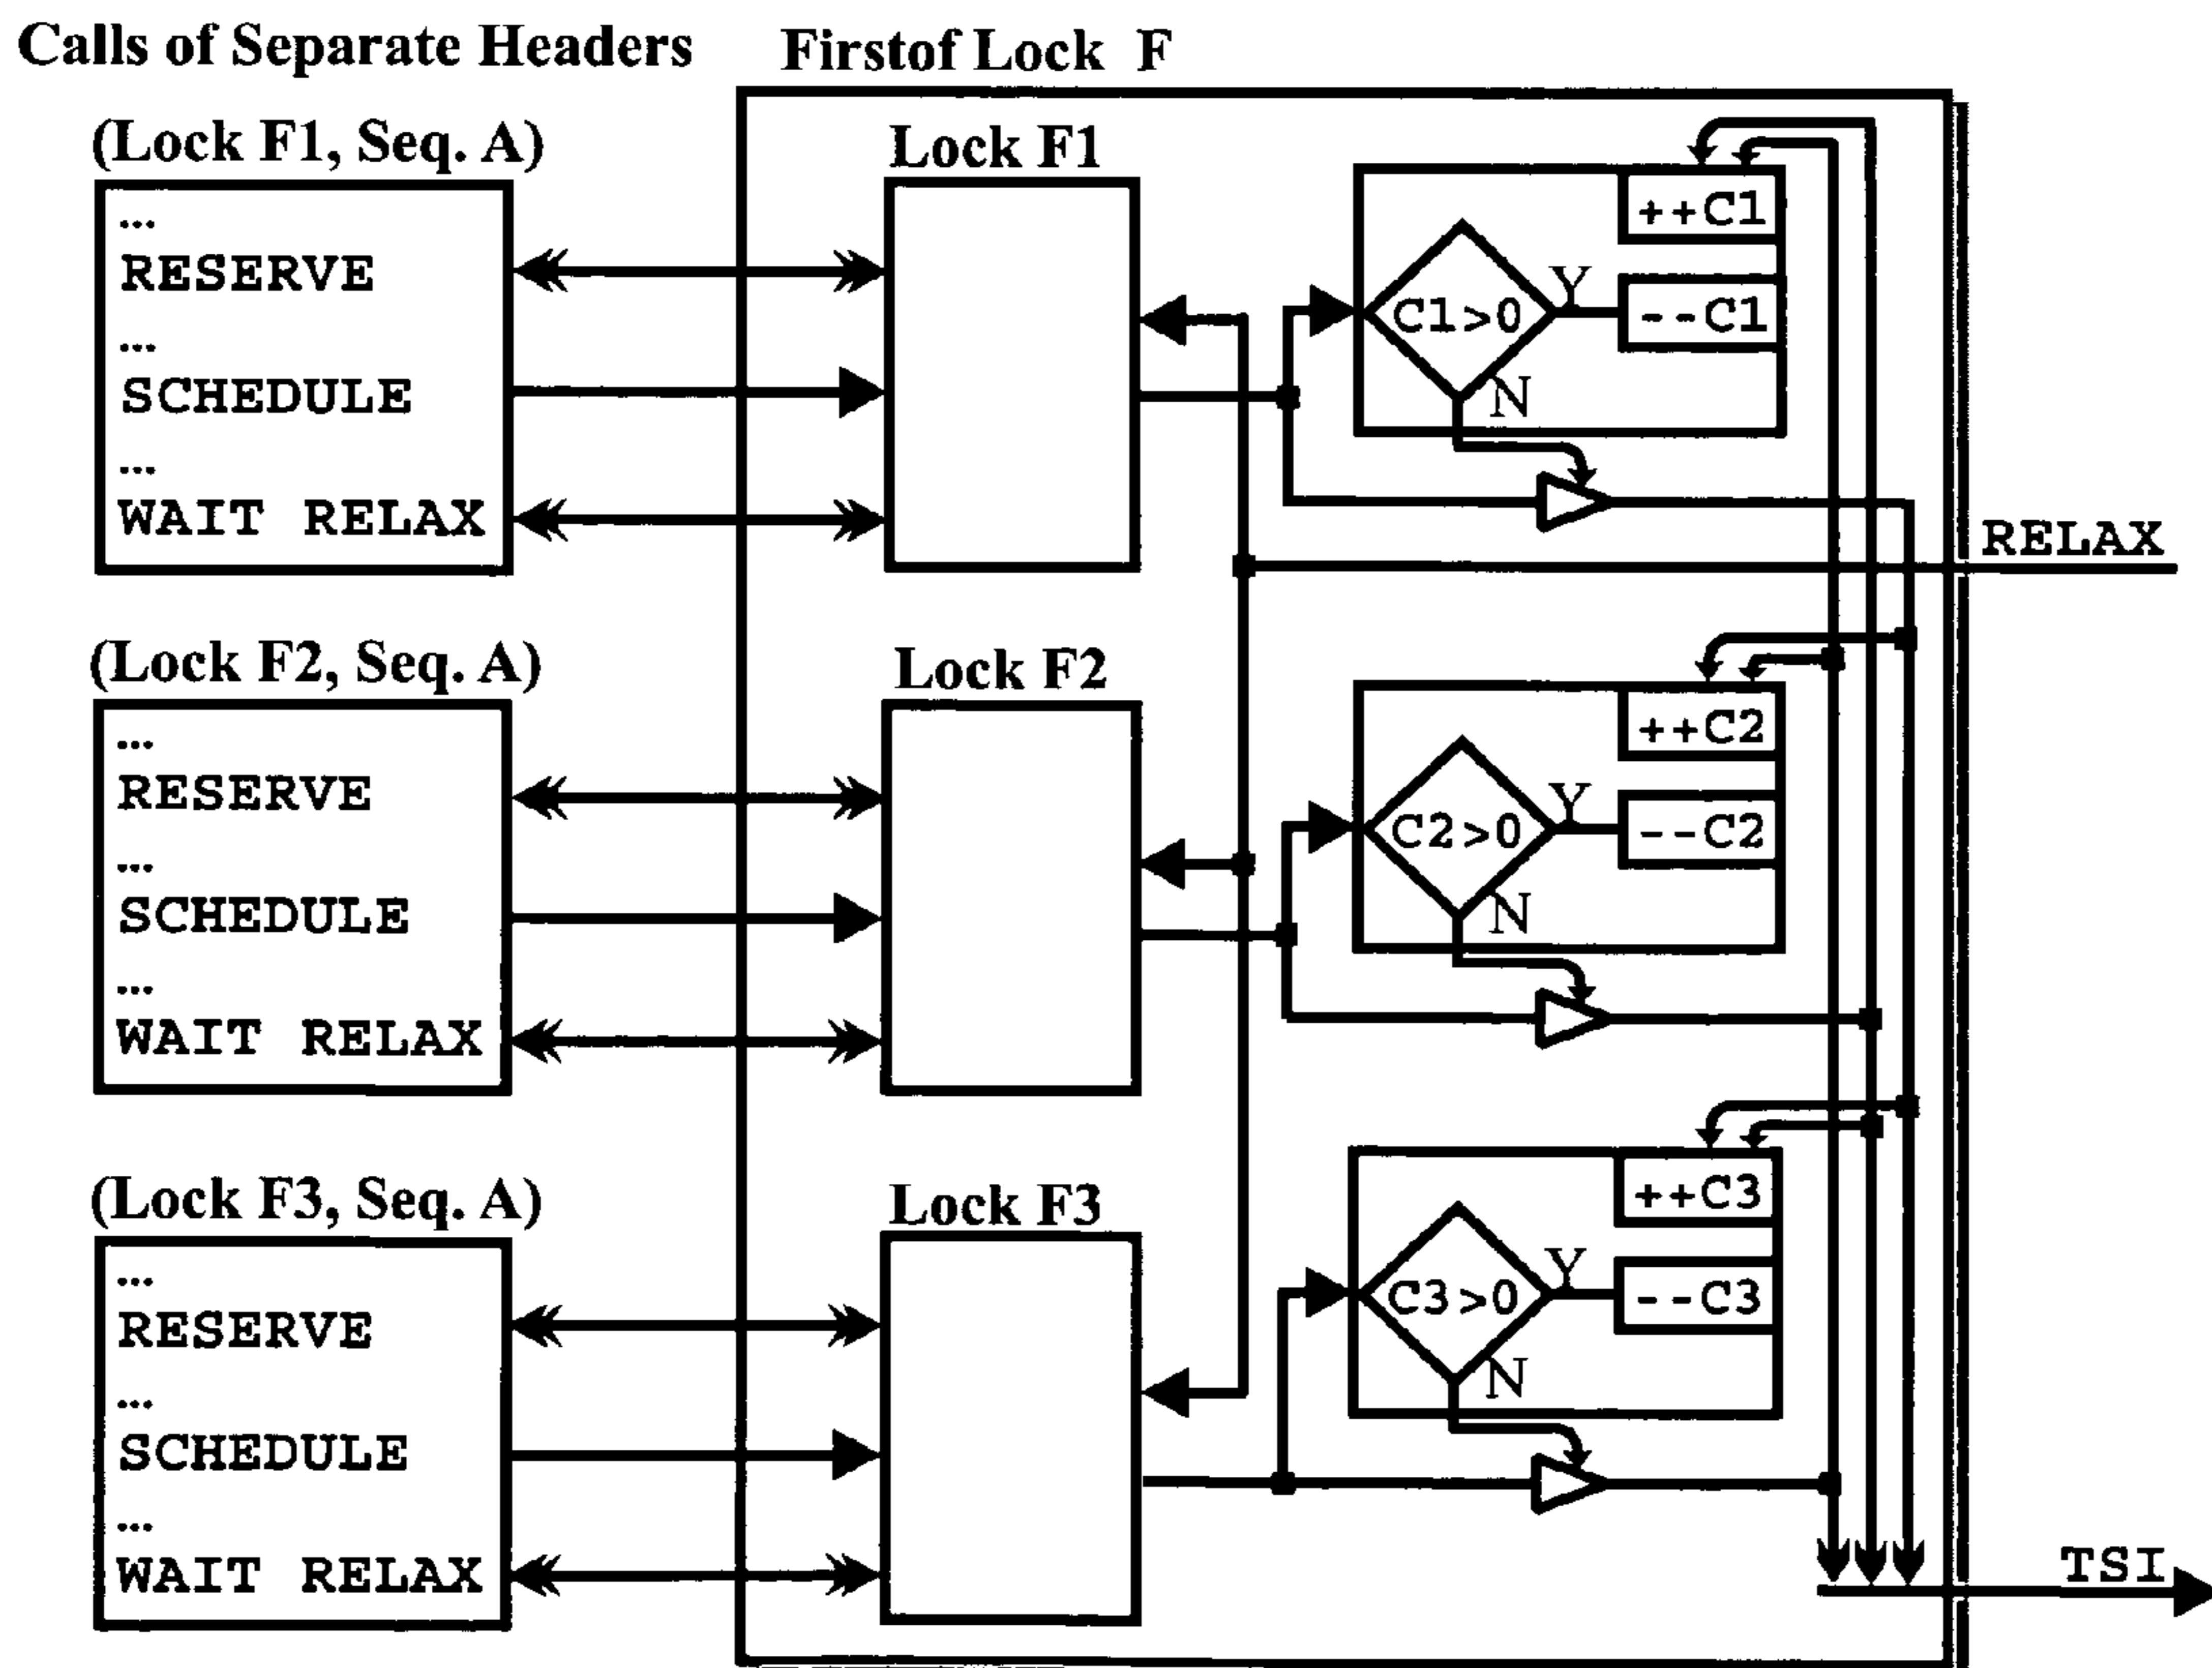 Calls of Separate Headers
Firstof Lock F
(Lock F1, Seq. A)
...
RESERVE
...
SCHEDULE
...
WAIT RELAX
Lock F1
++C1
C1>0
Y
--C1
N
RELAX
(Lock F2, Seq. A)
...
RESERVE
...
SCHEDULE
...
WAIT RELAX
Lock F2
++C2
C2>0
Y
--C2
N
(Lock F3, Seq. A)
...
RESERVE
...
SCHEDULE
...
WAIT RELAX
Lock F3
++C3
C3>0
Y
--C3
N
TSI